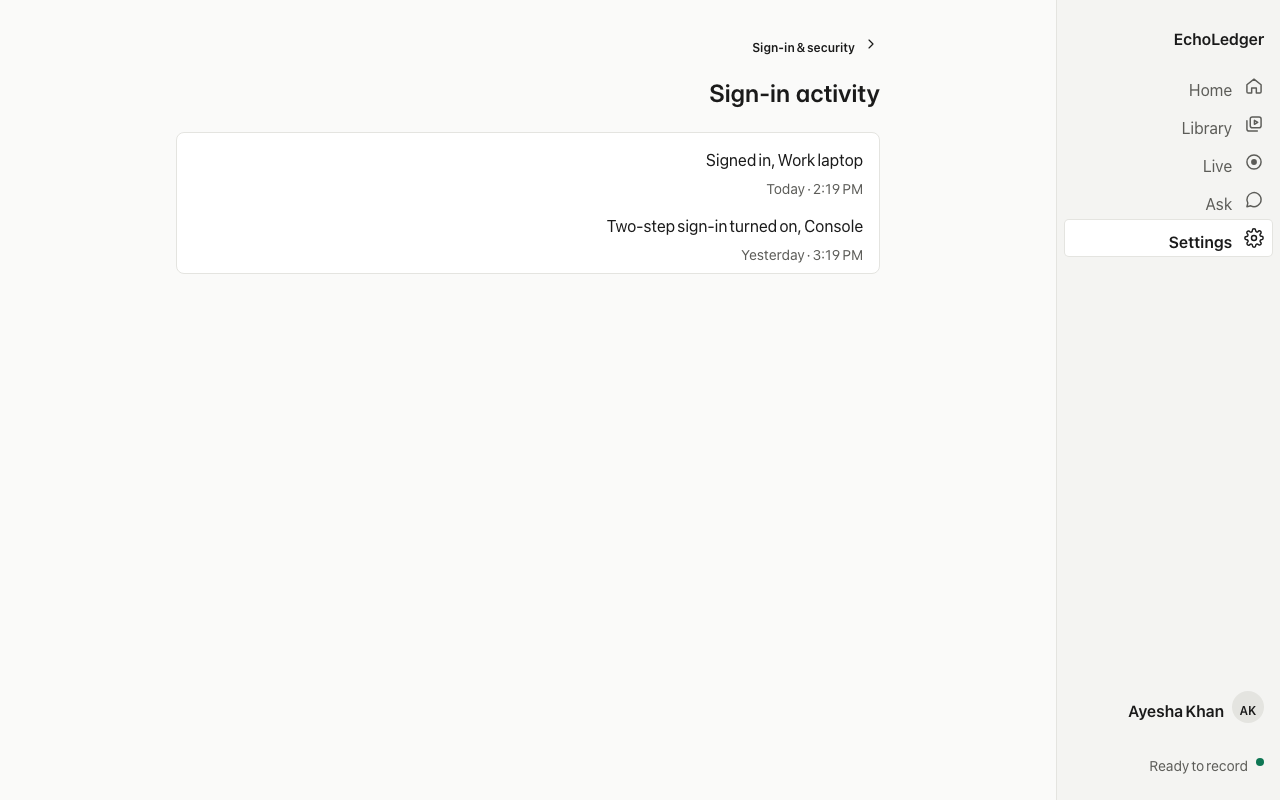 EchoLedger
Home
Library
Live
Ask
Settings
Ayesha Khan
AK
Ready to record
Sign-in & security
Sign-in activity
Signed in, Work laptop
Today · 2:19 PM
Two-step sign-in turned on, Console
Yesterday · 3:19 PM